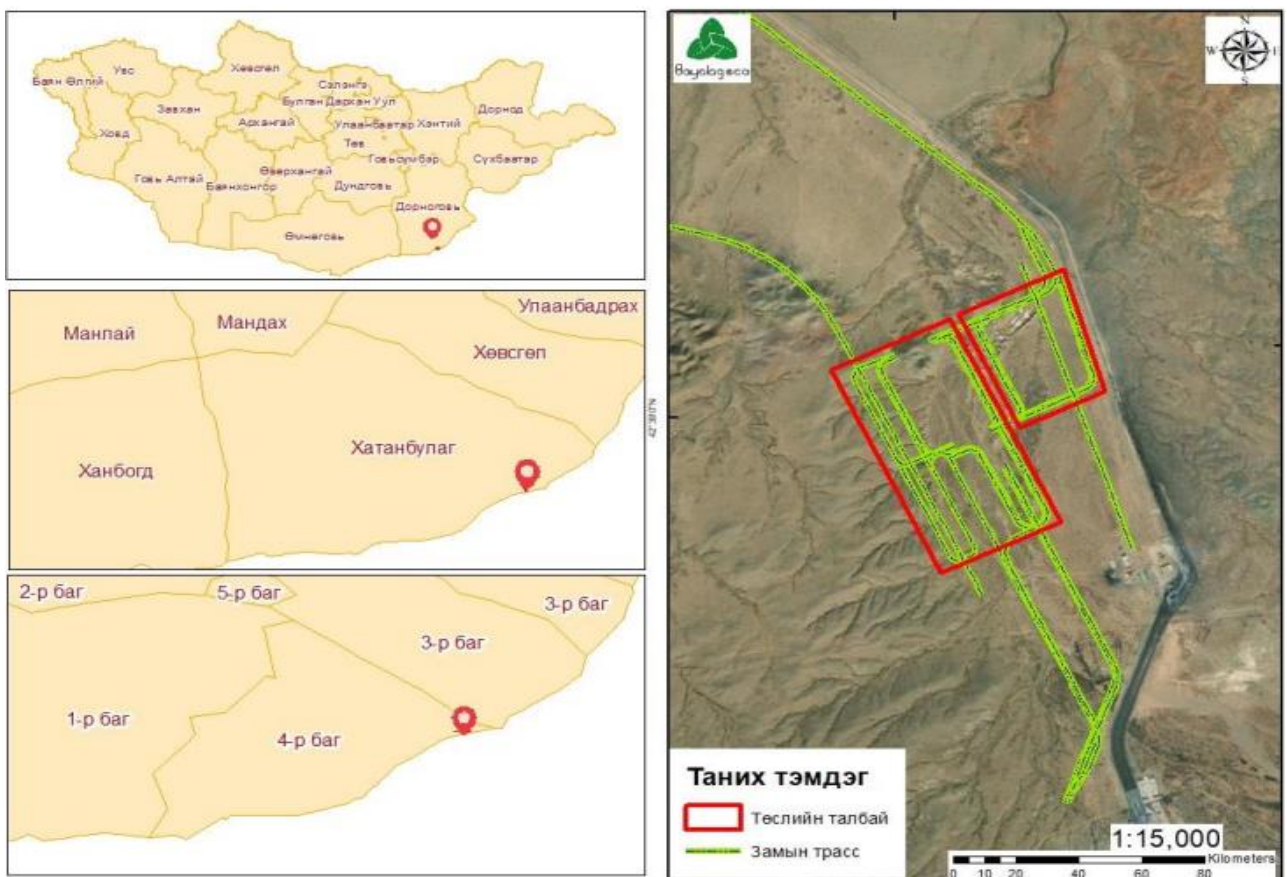 Баян Өлгий
Увс
Хөвсгөл
Сэлэнгэ
Завхан
Булган
Дархан Уул
Дорнод
Ховд
Архангай
Улаанбаатар
Хэнтий
Төв
Говь Алтай
Баянхонгор
Өвөрхангай
Говьсүмбэр
Сүхбаатар
Дундговь
Дорноговь
Өмнөговь
Манлай
Мандах
Улаанбадрах
Хөвсгөл
Ханбогд
Хатанбулаг
2-р баг
5-р баг
3-р баг
3-р баг
1-р баг
4-р баг
Bayalageco
N
W
S
Таних тэмдэг
Төслийн талбай
Замын трасс
1:15,000
Kilometers
0 10 20 40 60 80